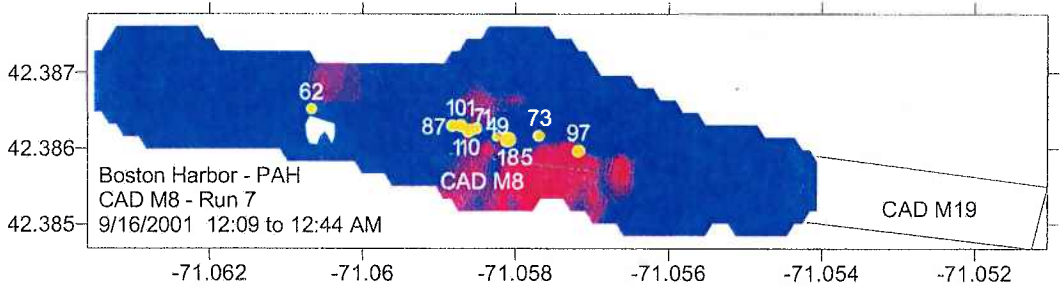 42.387
42.386
42.385
62
101
71
87
110
49
185
73
97
CAD M8
Boston Harbor - PAH
CAD M8 - Run 7
9/16/2001 12:09 to 12:44 AM
CAD M19
-71.062 -71.06 -71.058 -71.056 -71.054 -71.052